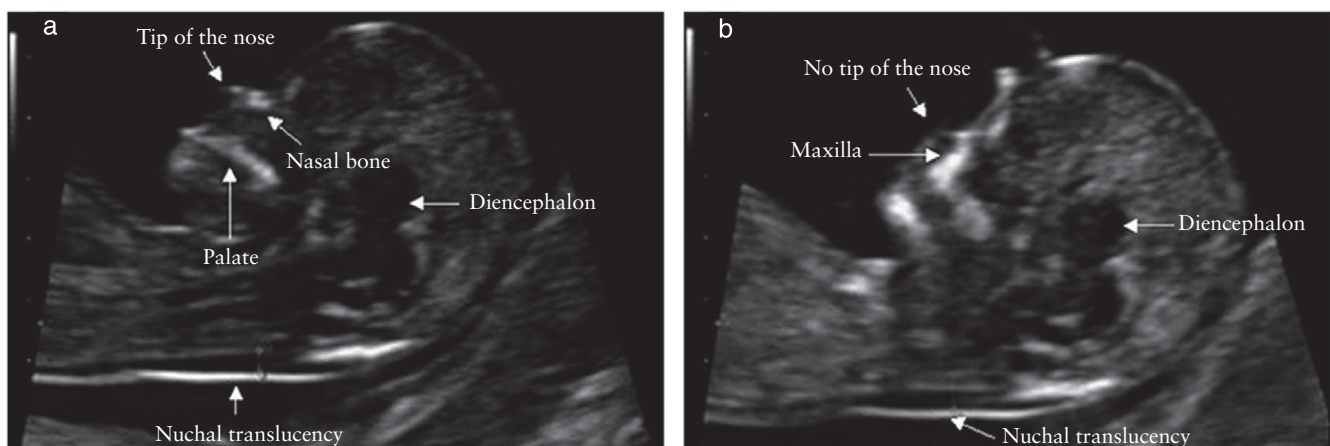 a
Tip of the nose
Nasal bone
Diencephalon
Palate
Nuchal translucency
b
No tip of the nose
Maxilla
Diencephalon
Nuchal translucency